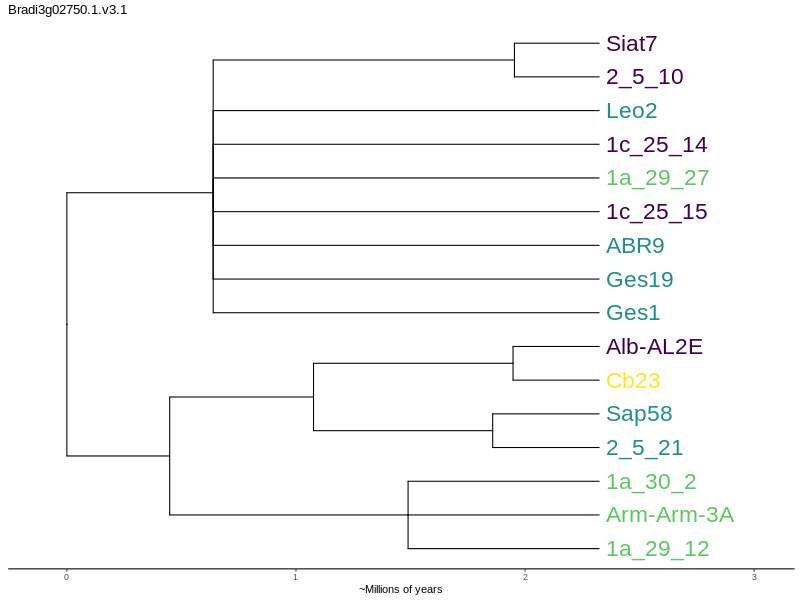 Bradi3g02750.1.v3.1
Siat7
2_5_10
Leo2
1c_25_14
1a_29_27
1c_25_15
ABR9
Ges19
Ges1
Alb-AL2E
Cb23
Sap58
2_5_21
1a_30_2
Arm-Arm-3A
1a_29_12
0 1 2 3
~Millions of years